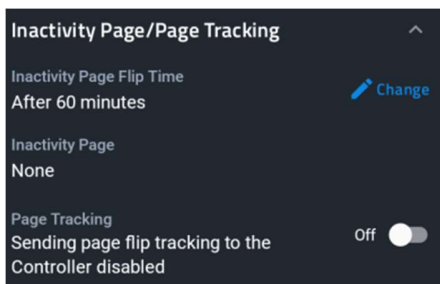 Inactivity Page/Page Tracking
Inactivity Page Flip Time
After 60 minutes
Change
Inactivity Page
None
Page Tracking
Sending page flip tracking to the
Controller disabled
Off